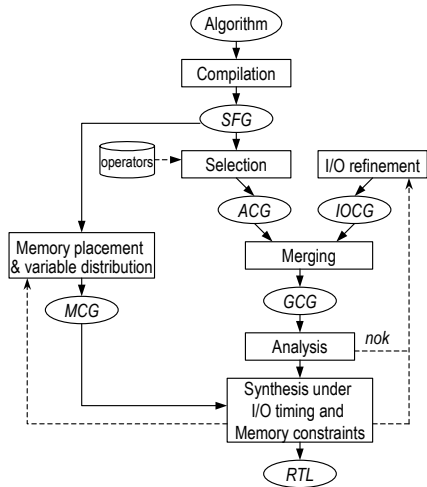 Algorithm
Compilation
SFG
operators
Selection
I/O refinement
ACG
IOCG
Memory placement
& variable distribution
Merging
MCG
GCG
Analysis
nok
Synthesis under
I/O timing and
Memory constraints
RTL